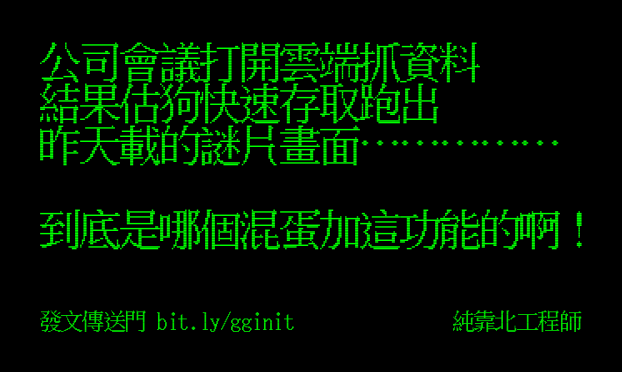 公司會議打開雲端抓資料
結果估狗快速存取跑出
昨天載的謎片畫面……………
到底是哪個混蛋加這功能的啊！
發文傳送門 bit.ly/gginit
純靠北工程師